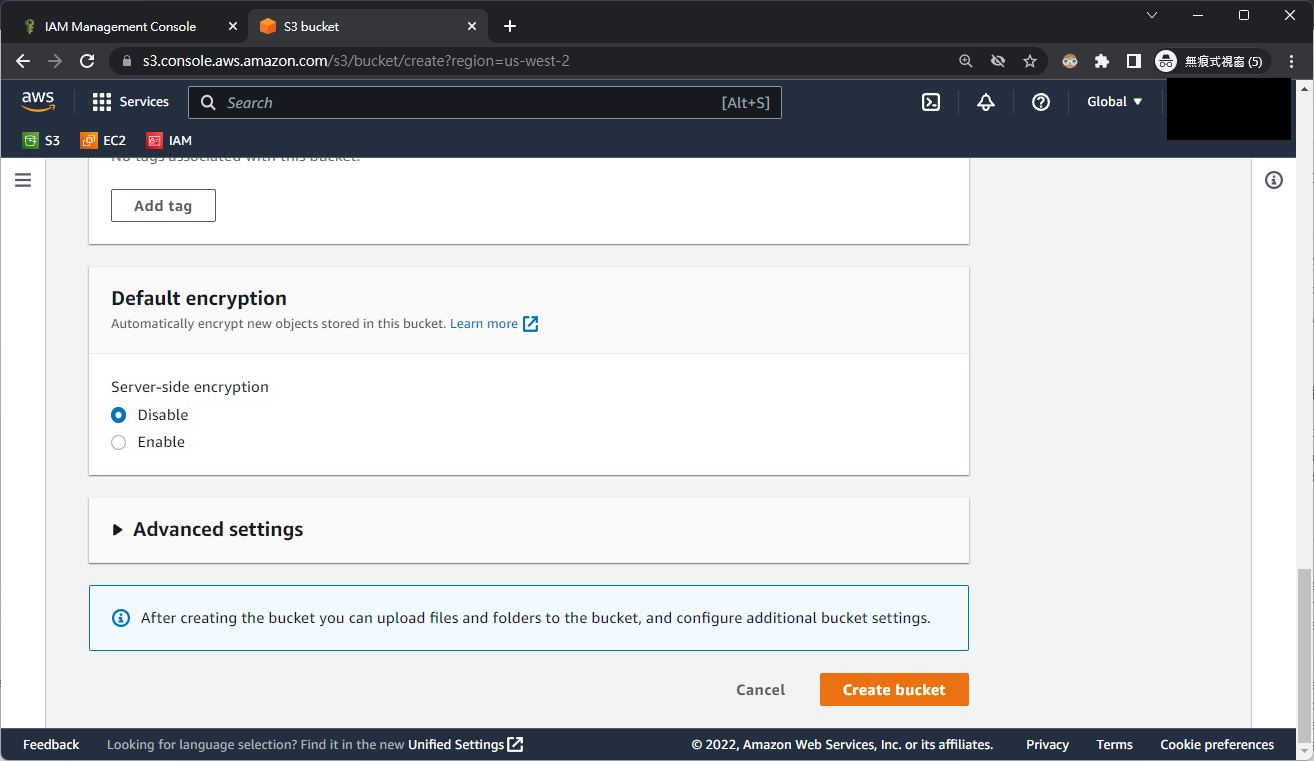 IAM Management Console
S3 bucket
s3.console.aws.amazon.com/s3/bucket/create?region=us-west-2
無痕式視窗 (5)
aws
Services
Search
[Alt+S]
Global
S3
EC2
IAM
No tags associated with this bucket.
Add tag
Default encryption
Automatically encrypt new objects stored in this bucket. Learn more
Server-side encryption
Disable
Enable
Advanced settings
After creating the bucket you can upload files and folders to the bucket, and configure additional bucket settings.
Cancel
Create bucket
Feedback
Looking for language selection? Find it in the new Unified Settings
© 2022, Amazon Web Services, Inc. or its affiliates.
Privacy
Terms
Cookie preferences